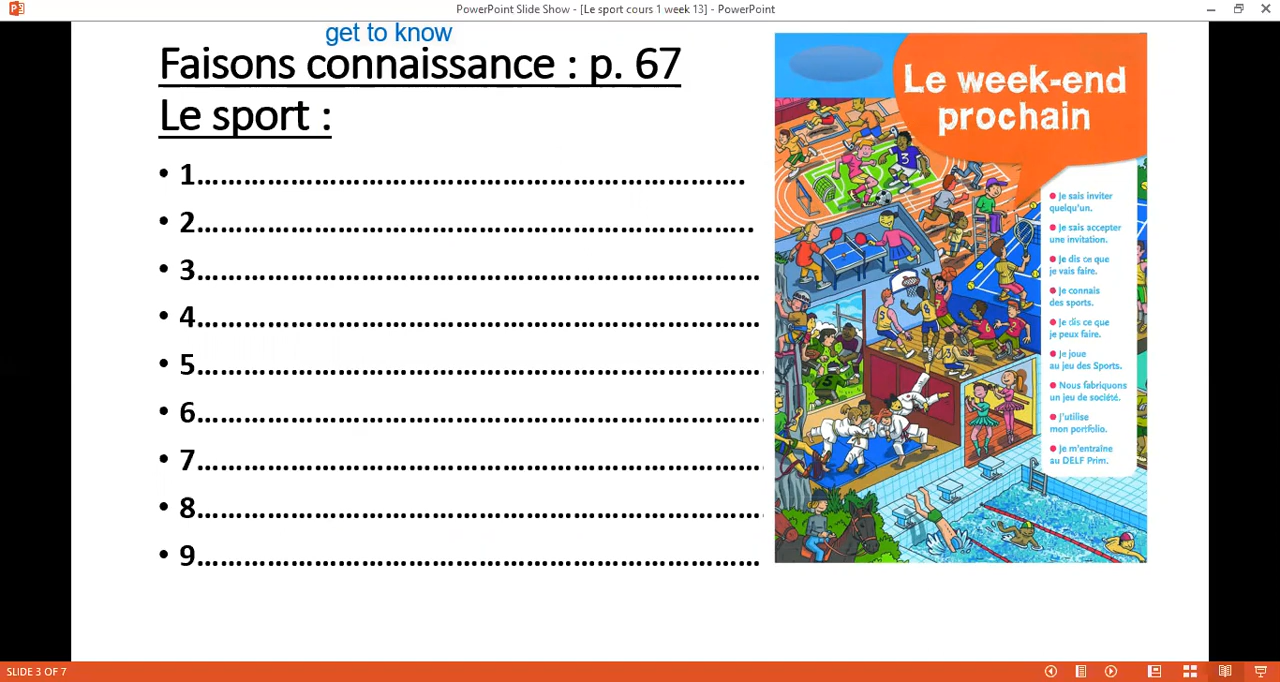 PowerPoint Slide Show - [Le sport cours 1 week 13] - PowerPoint
get to know
Faisons connaissance : p. 67
Le sport :
• 1……………………………………………………………….
• 2……………………………………………………………….
• 3……………………………………………………………….
• 4……………………………………………………………….
• 5……………………………………………………………….
• 6……………………………………………………………….
• 7……………………………………………………………….
• 8……………………………………………………………….
• 9……………………………………………………………….
Le week-end
prochain
Je sais inviter
quelqu'un.
Je sais accepter
une invitation.
Je dis ce que
je vais faire.
Je connais
des sports.
Je dis ce que
je peux faire.
Je joue
au jeu des Sports.
Nous fabriquons
un jeu de société.
J'utilise
mon portfolio.
Je m'entraîne
au DELF Prim.
SLIDE 3 OF 7